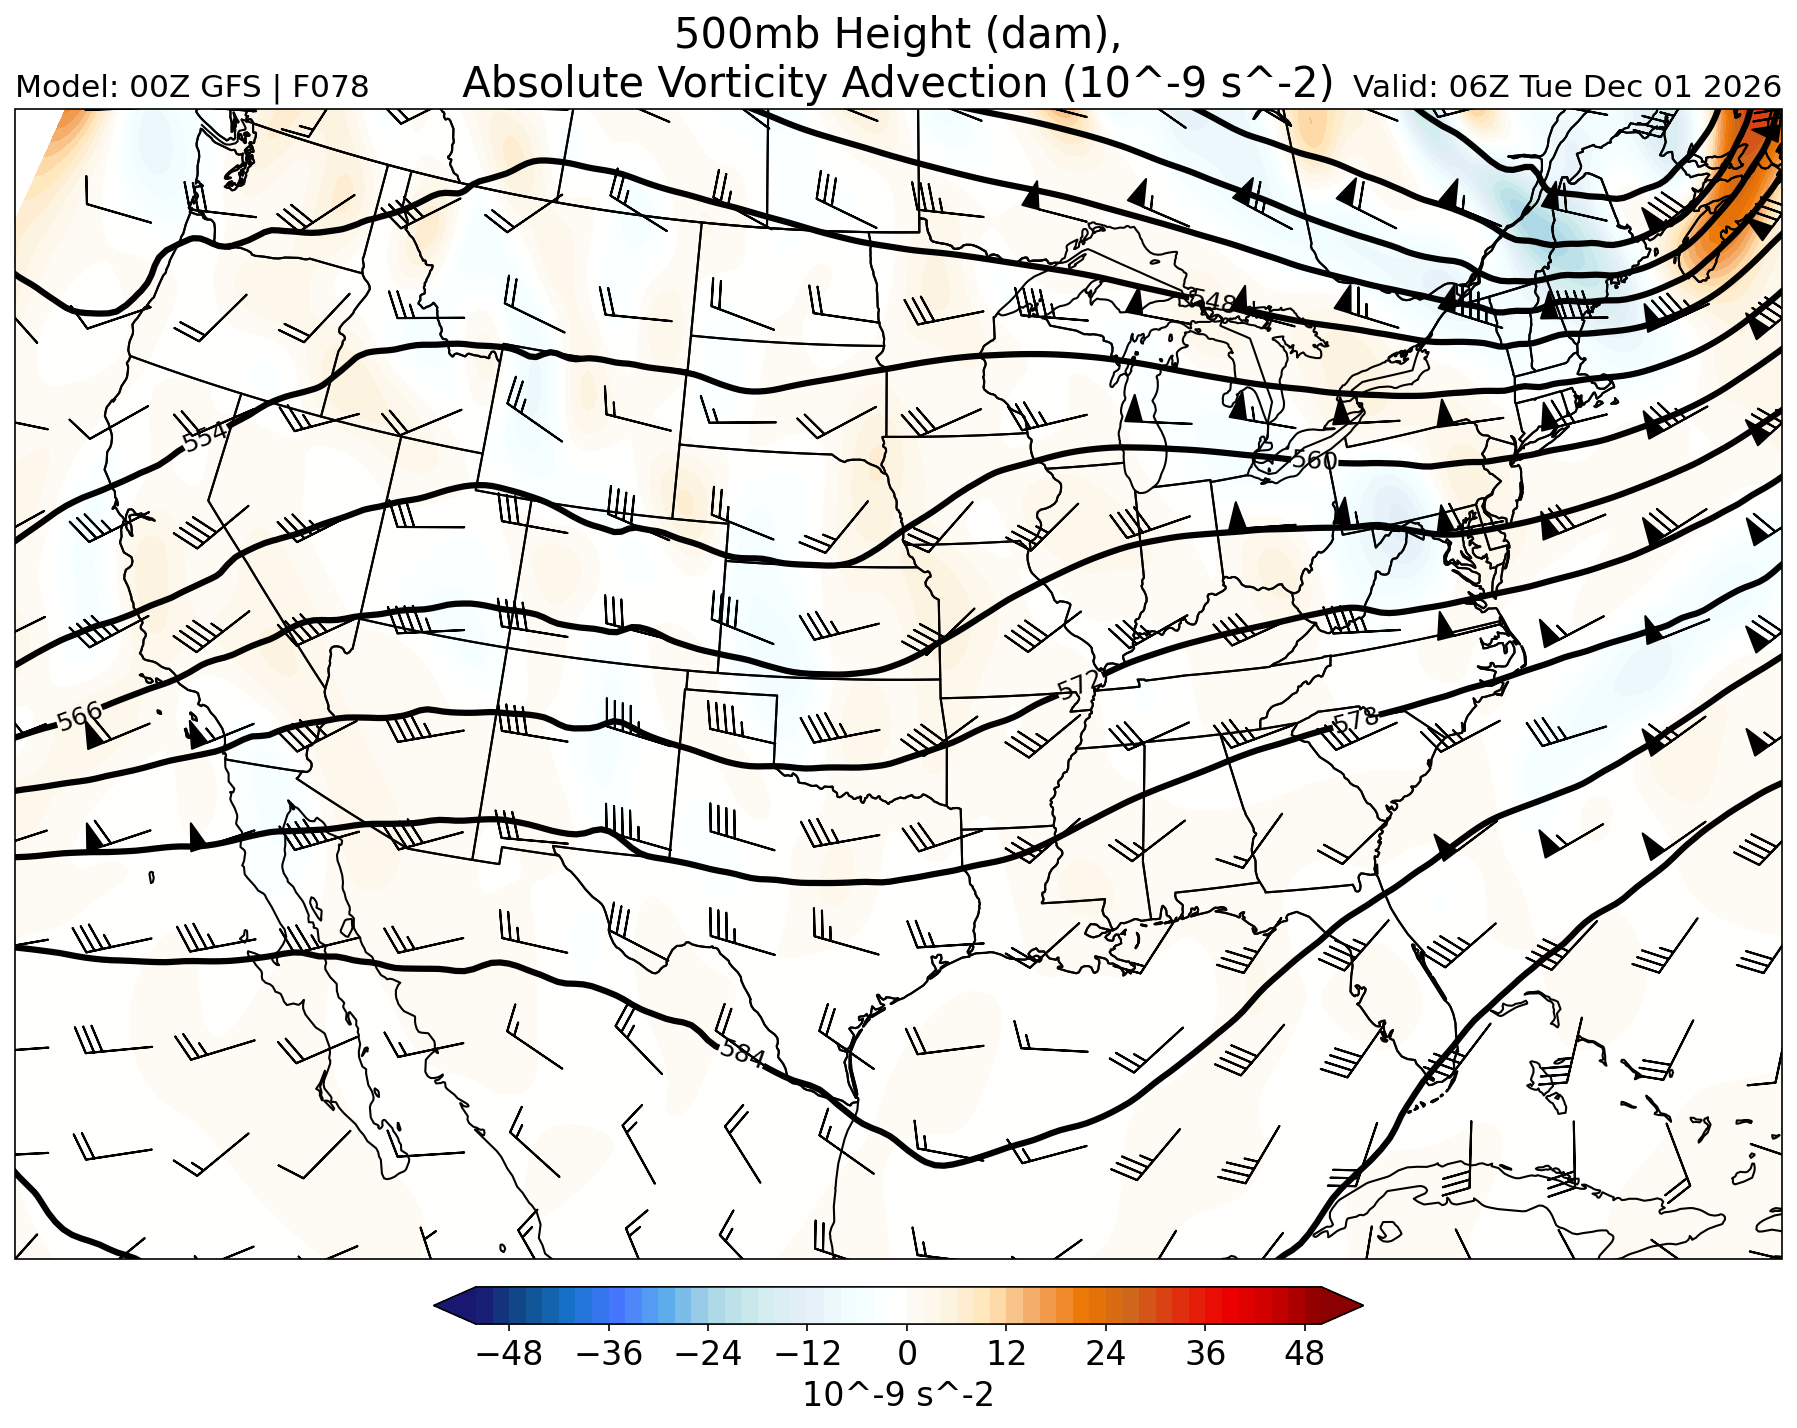 500mb Height (dam),
Model: 00Z GFS | F078
Absolute Vorticity Advection (10^-9 s^-2)
Valid: 06Z Tue Dec 01 2026
548
554
560
566
572
578
584
−48 −36 −24 −12 0 12 24 36 48
10^-9 s^-2